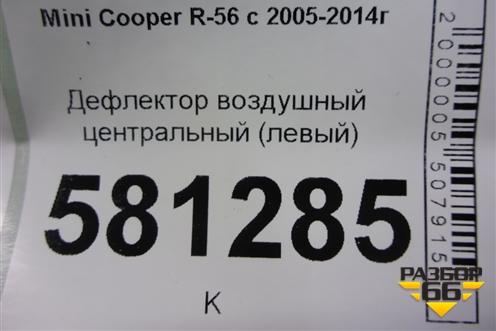 Mini Cooper R-56 с 2005-2014г
Дефлектор воздушный
центральный (левый)
581285
К
2000005507915
РАЗБОР
66